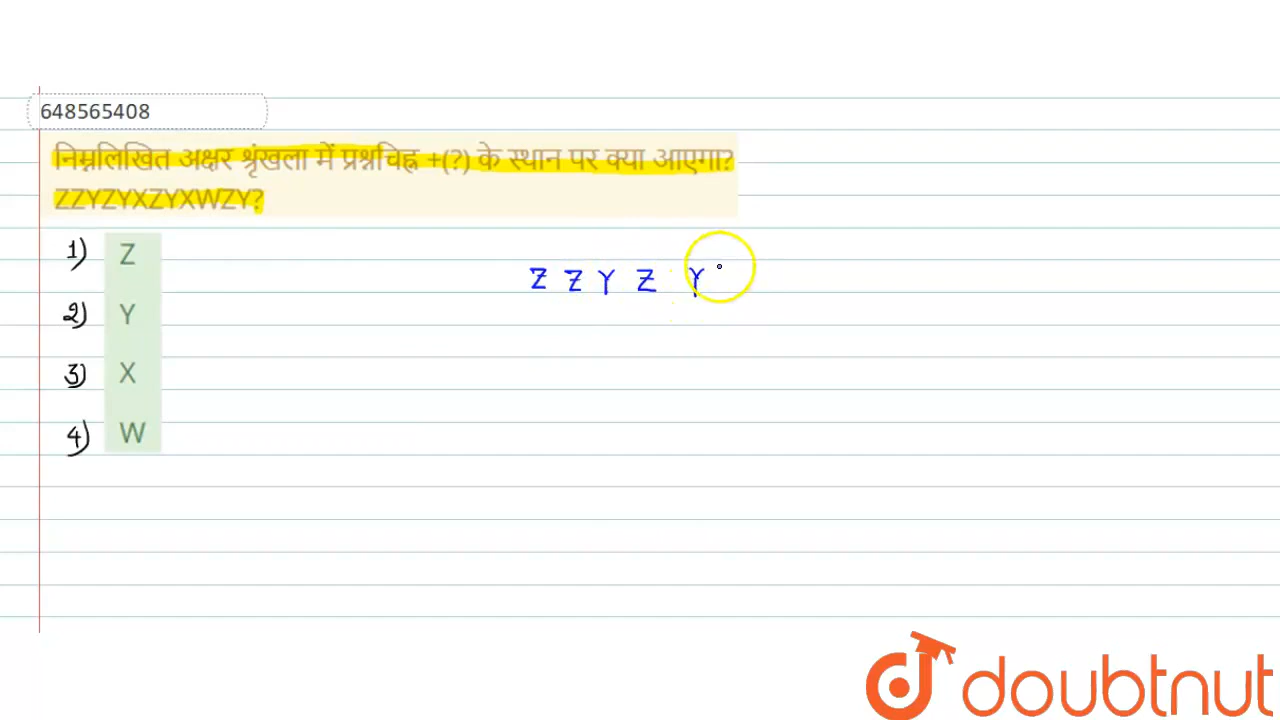 648565408
निम्नलिखित अक्षर श्रृंखला में प्रश्नचिह्न +(?) के स्थान पर क्या आएगा?
ZZYZYXZYXWZY?
1) Z
2) Y
3) X
4) W
Z Z Y Z Y
doubtnut